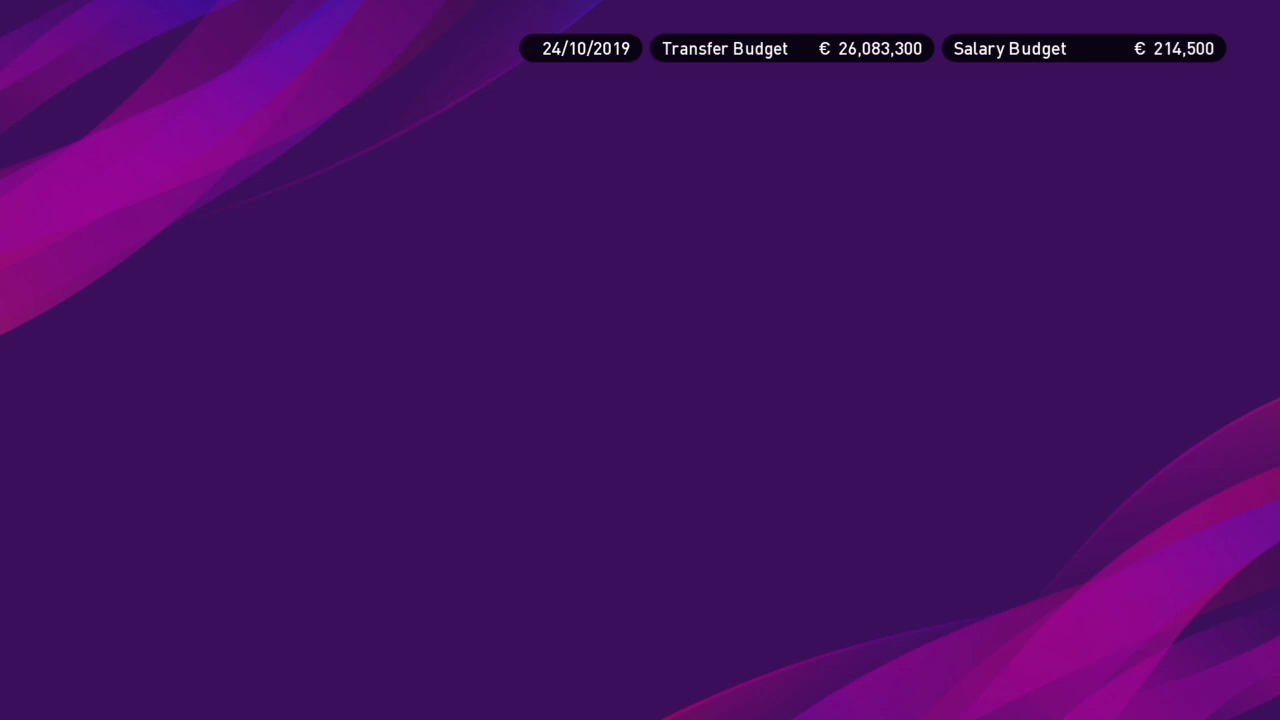 24/10/2019 Transfer Budget € 26,083,300 Salary Budget € 214,500